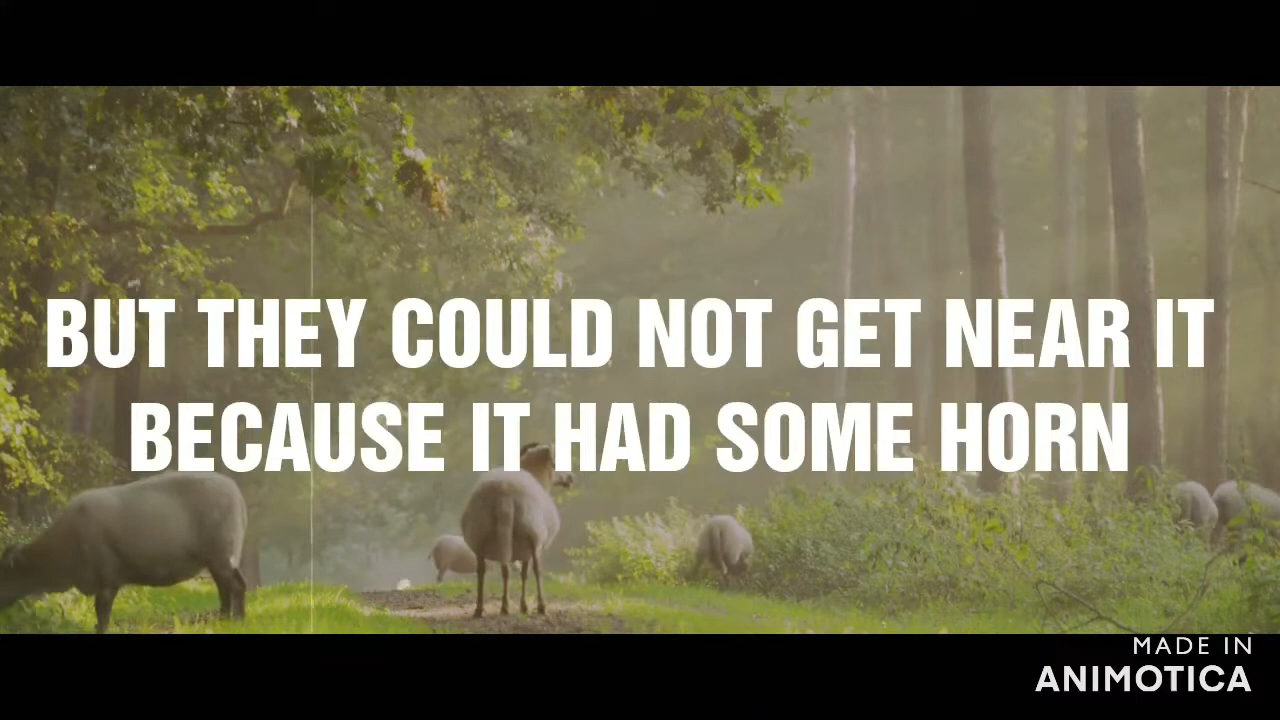 BUT THEY COULD NOT GET NEAR IT
BECAUSE IT HAD SOME HORN
MADE IN
ANIMOTICA